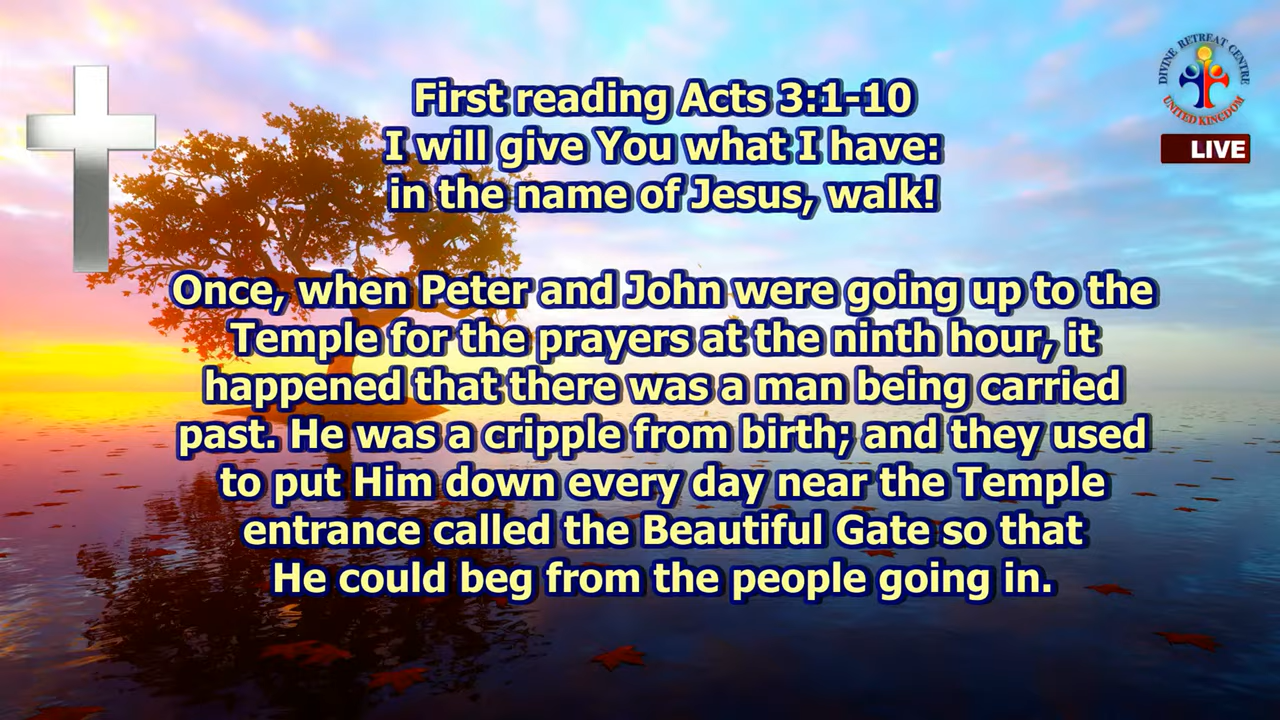 First reading Acts 3:1-10
I will give You what I have:
in the name of Jesus, walk!
Once, when Peter and John were going up to the
Temple for the prayers at the ninth hour, it
happened that there was a man being carried
past. He was a cripple from birth; and they used
to put Him down every day near the Temple
entrance called the Beautiful Gate so that
He could beg from the people going in.
DIVINE RETREAT CENTRE
UNITED KINGDOM
LIVE